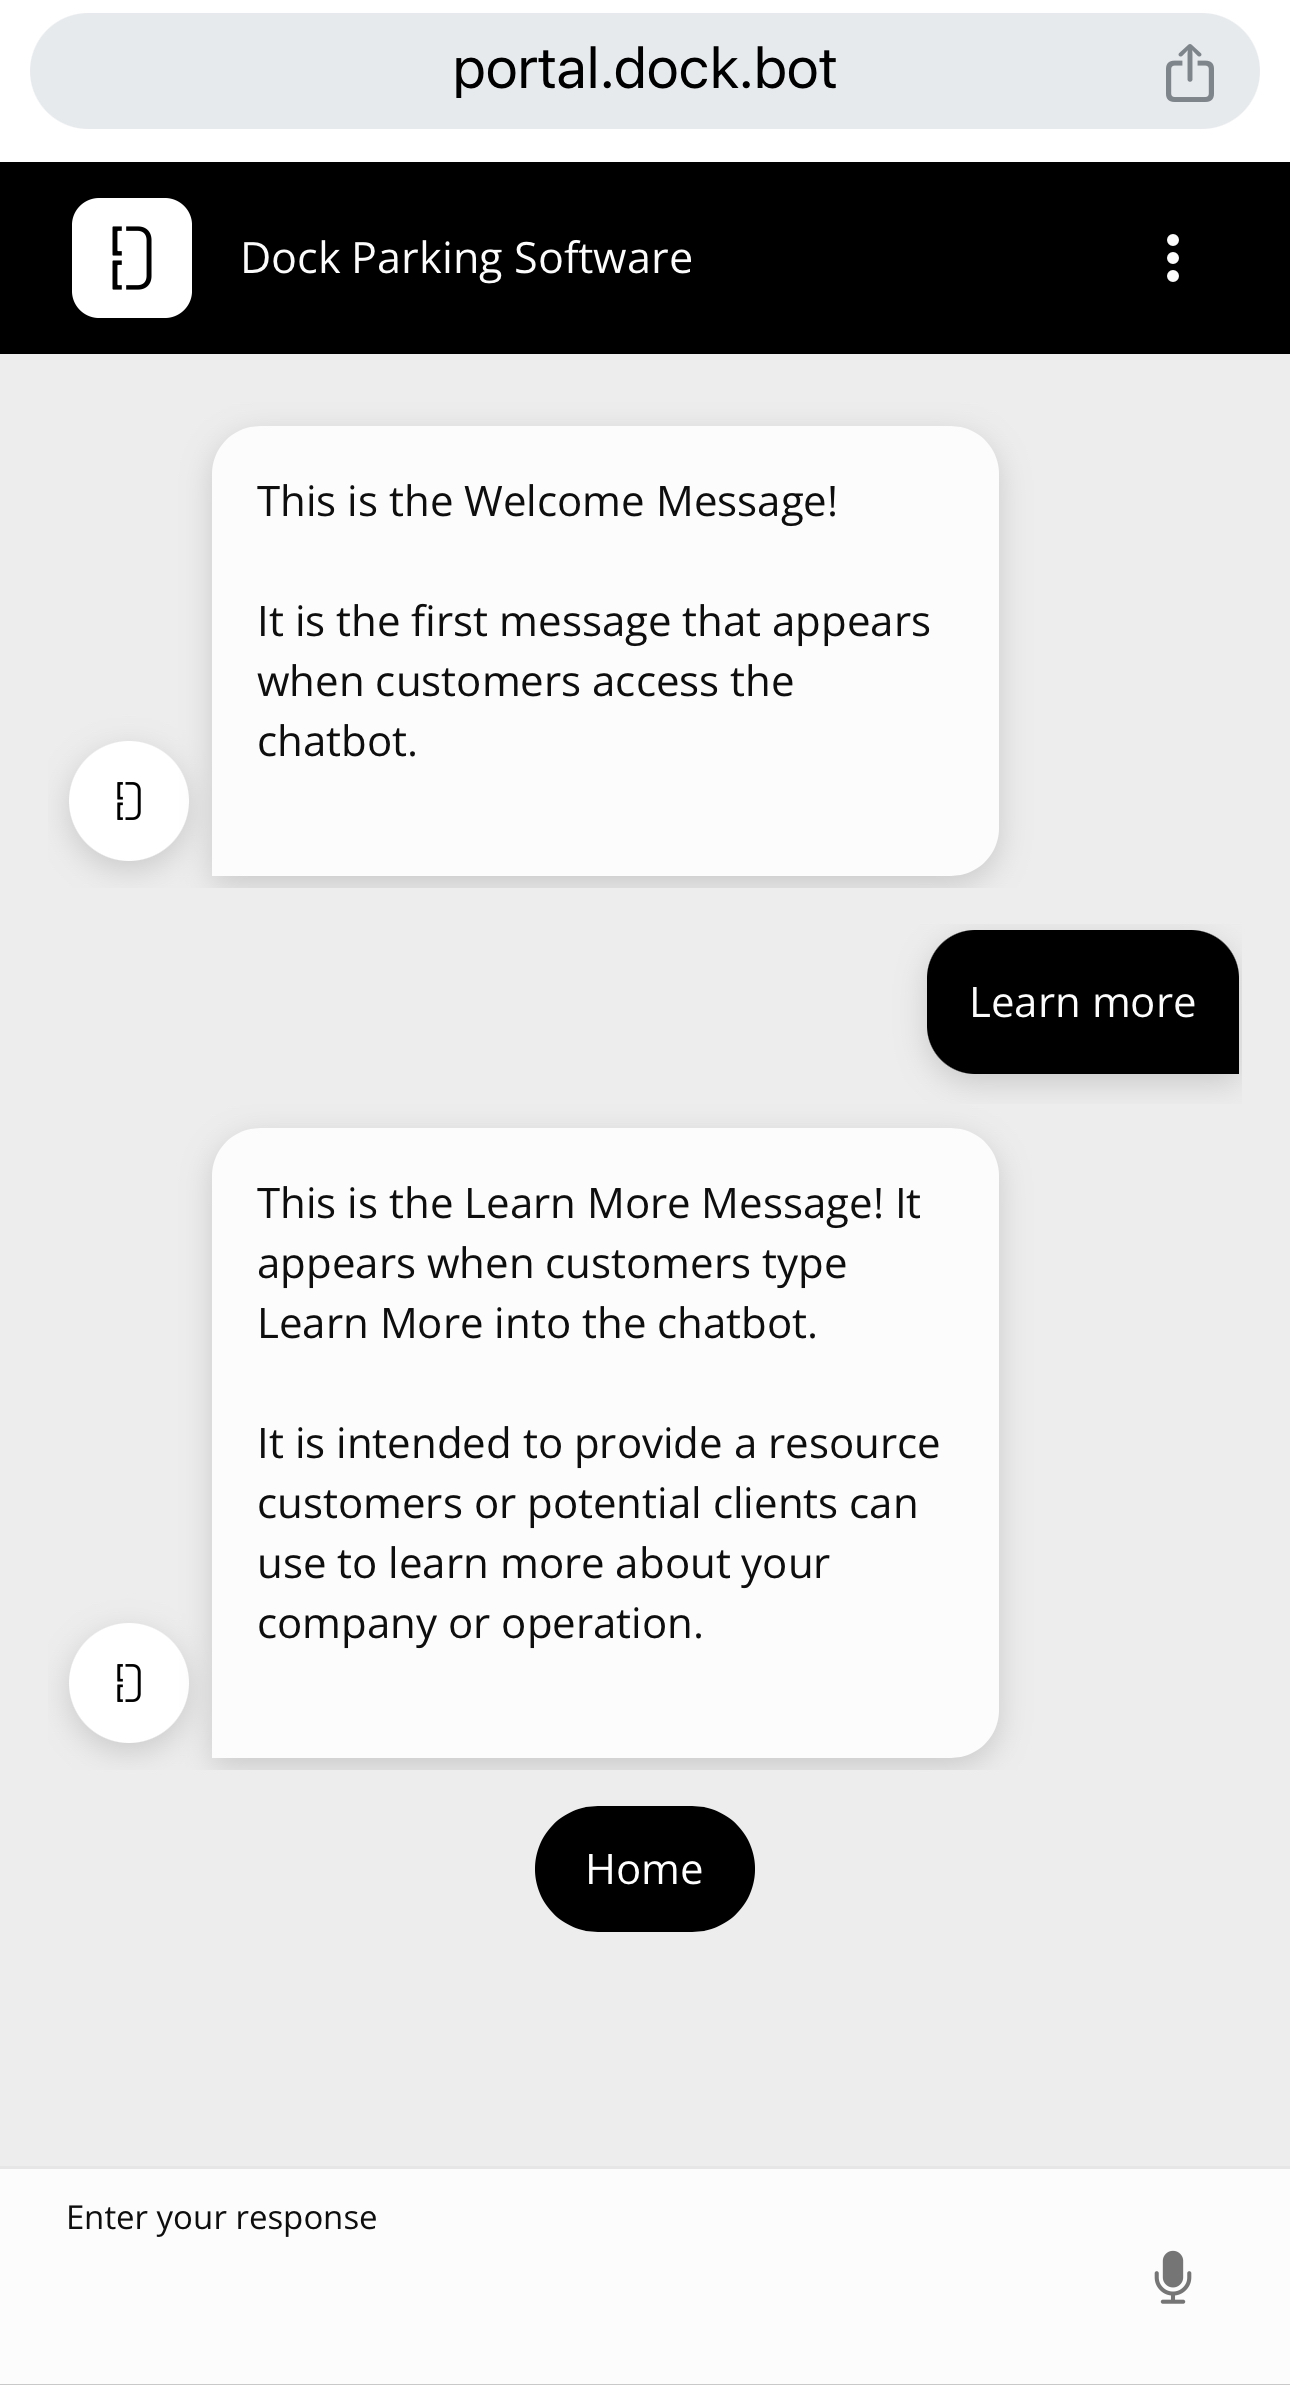 portal.dock.bot
Dock Parking Software
This is the Welcome Message!
It is the first message that appears
when customers access the
chatbot.
Learn more
This is the Learn More Message! It
appears when customers type
Learn More into the chatbot.
It is intended to provide a resource
customers or potential clients can
use to learn more about your
company or operation.
Home
Enter your response